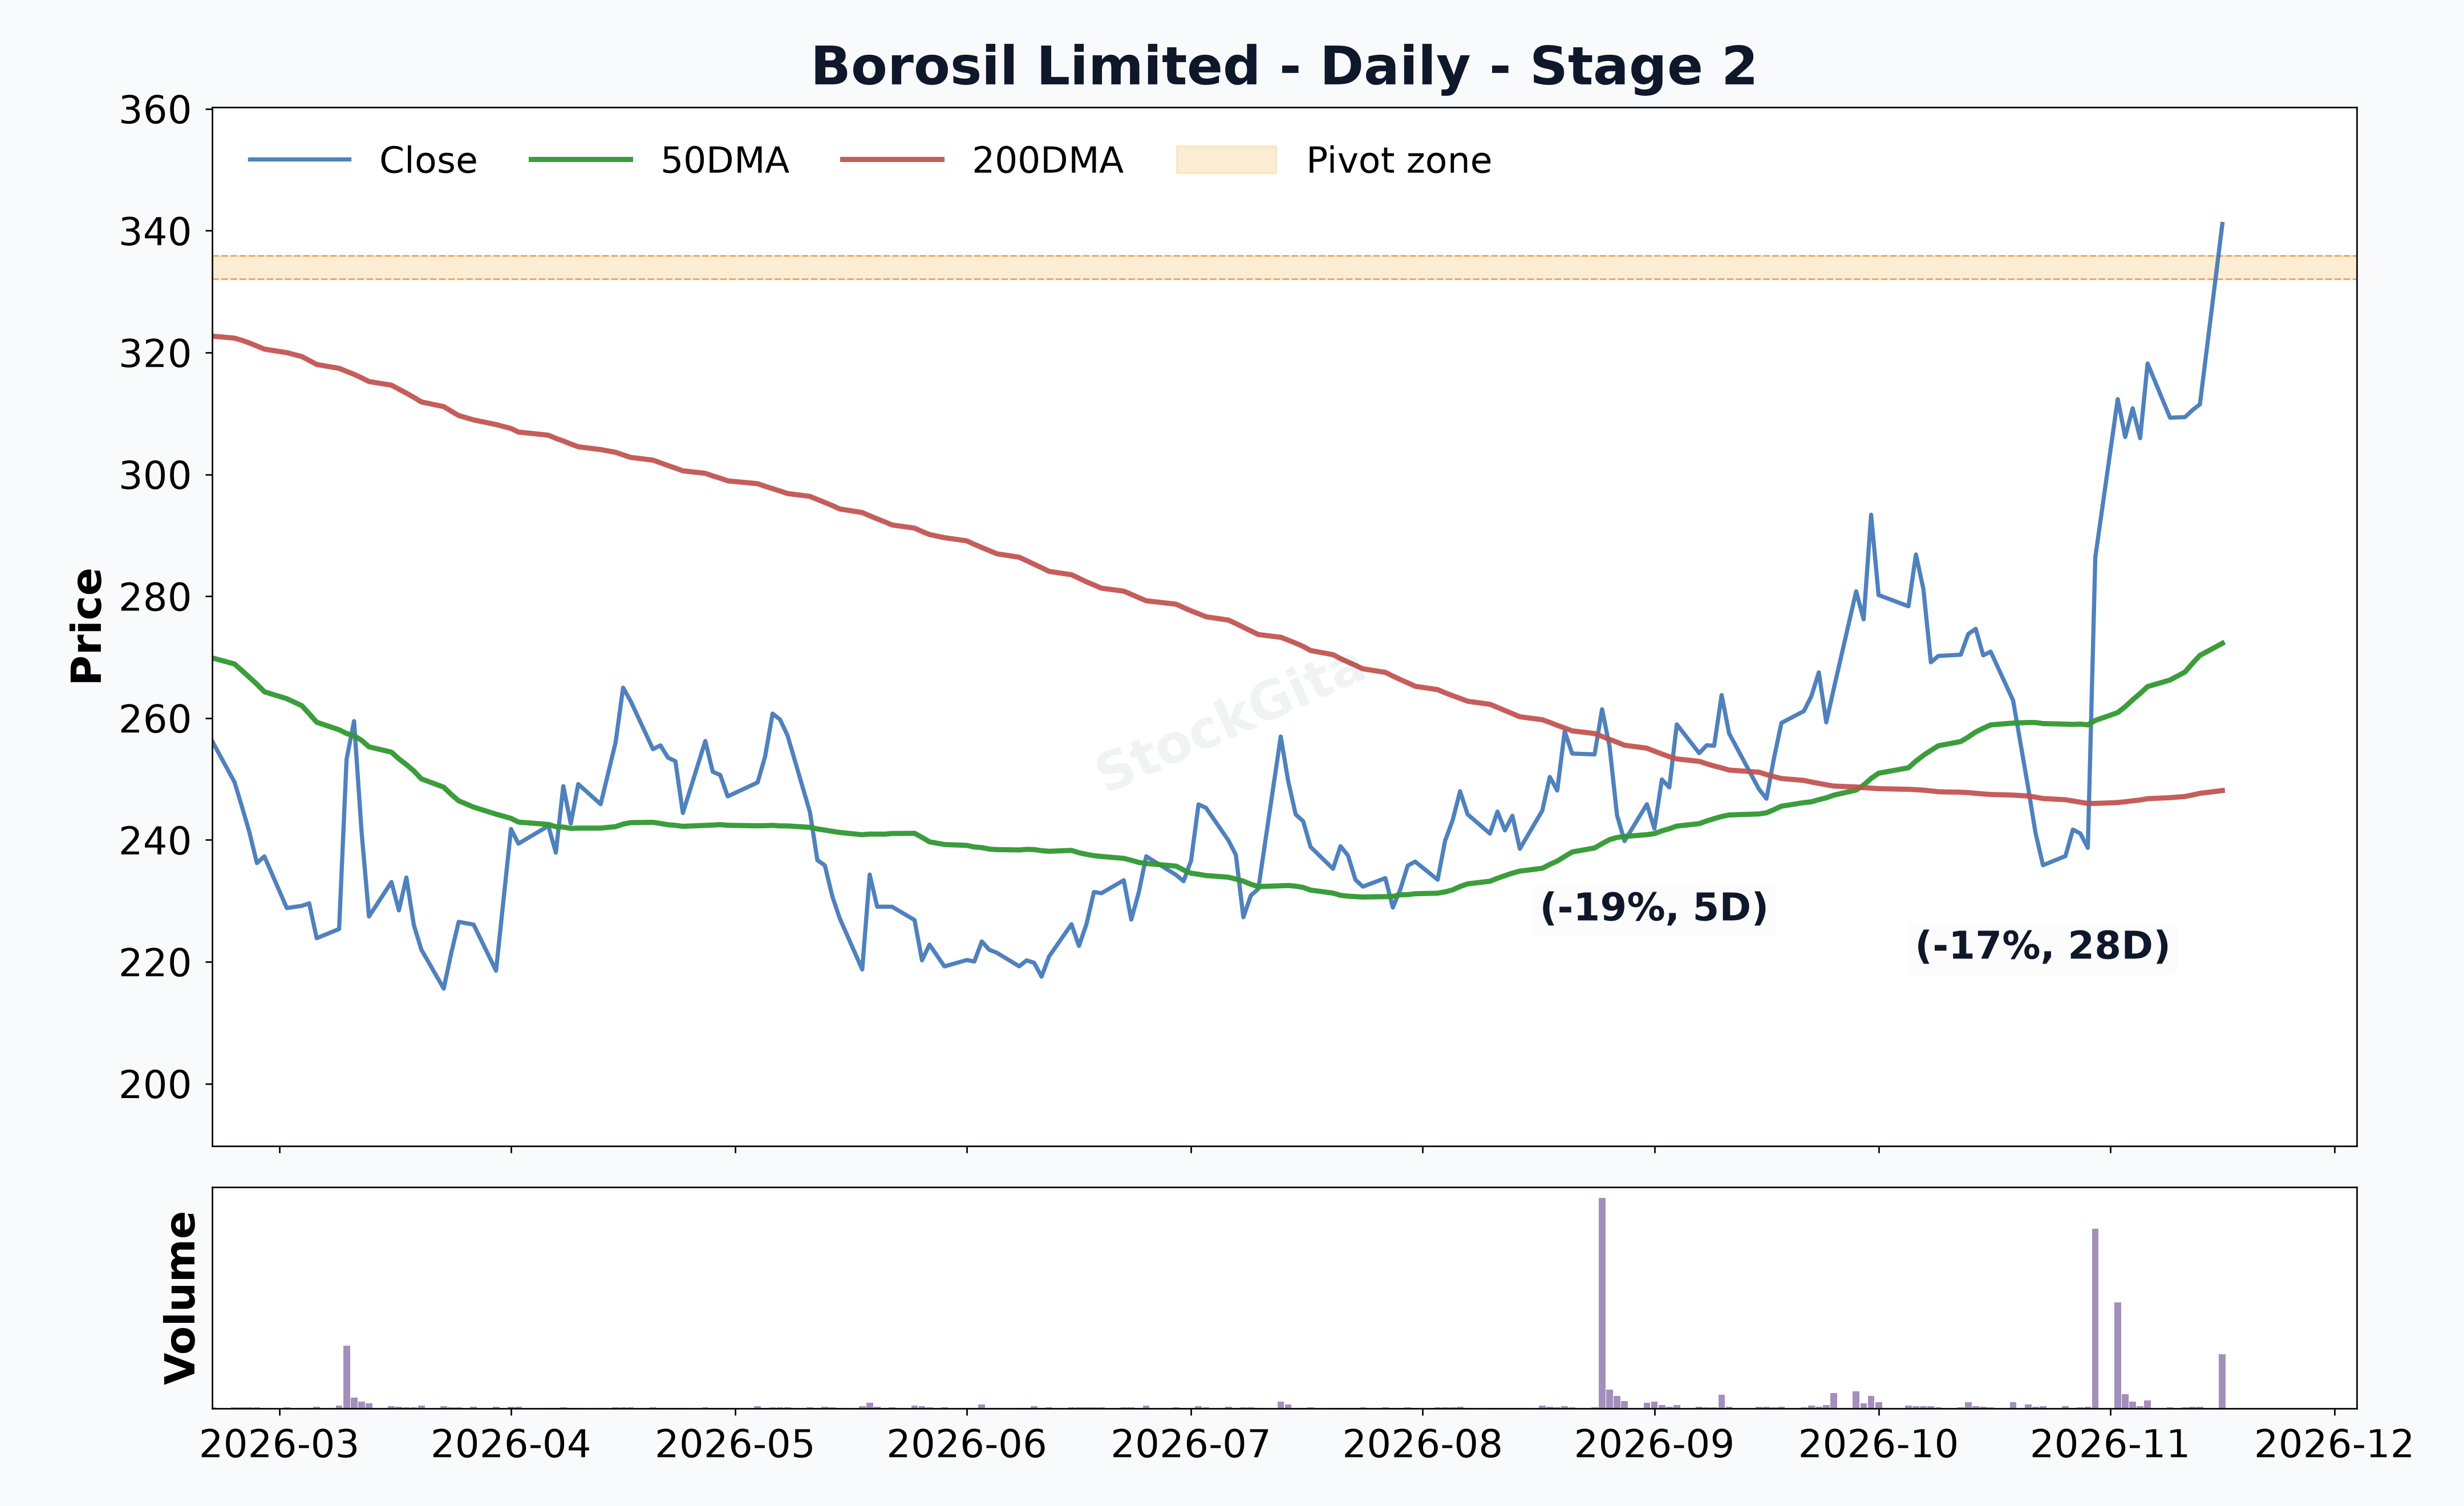 Borosil Limited - Daily - Stage 2
Close 50DMA 200DMA Pivot zone
360
340
320
300
280
260
240
220
200
Price
StockGita
(-19%, 5D)
(-17%, 28D)
Volume
2026-03 2026-04 2026-05 2026-06 2026-07 2026-08 2026-09 2026-10 2026-11 2026-12